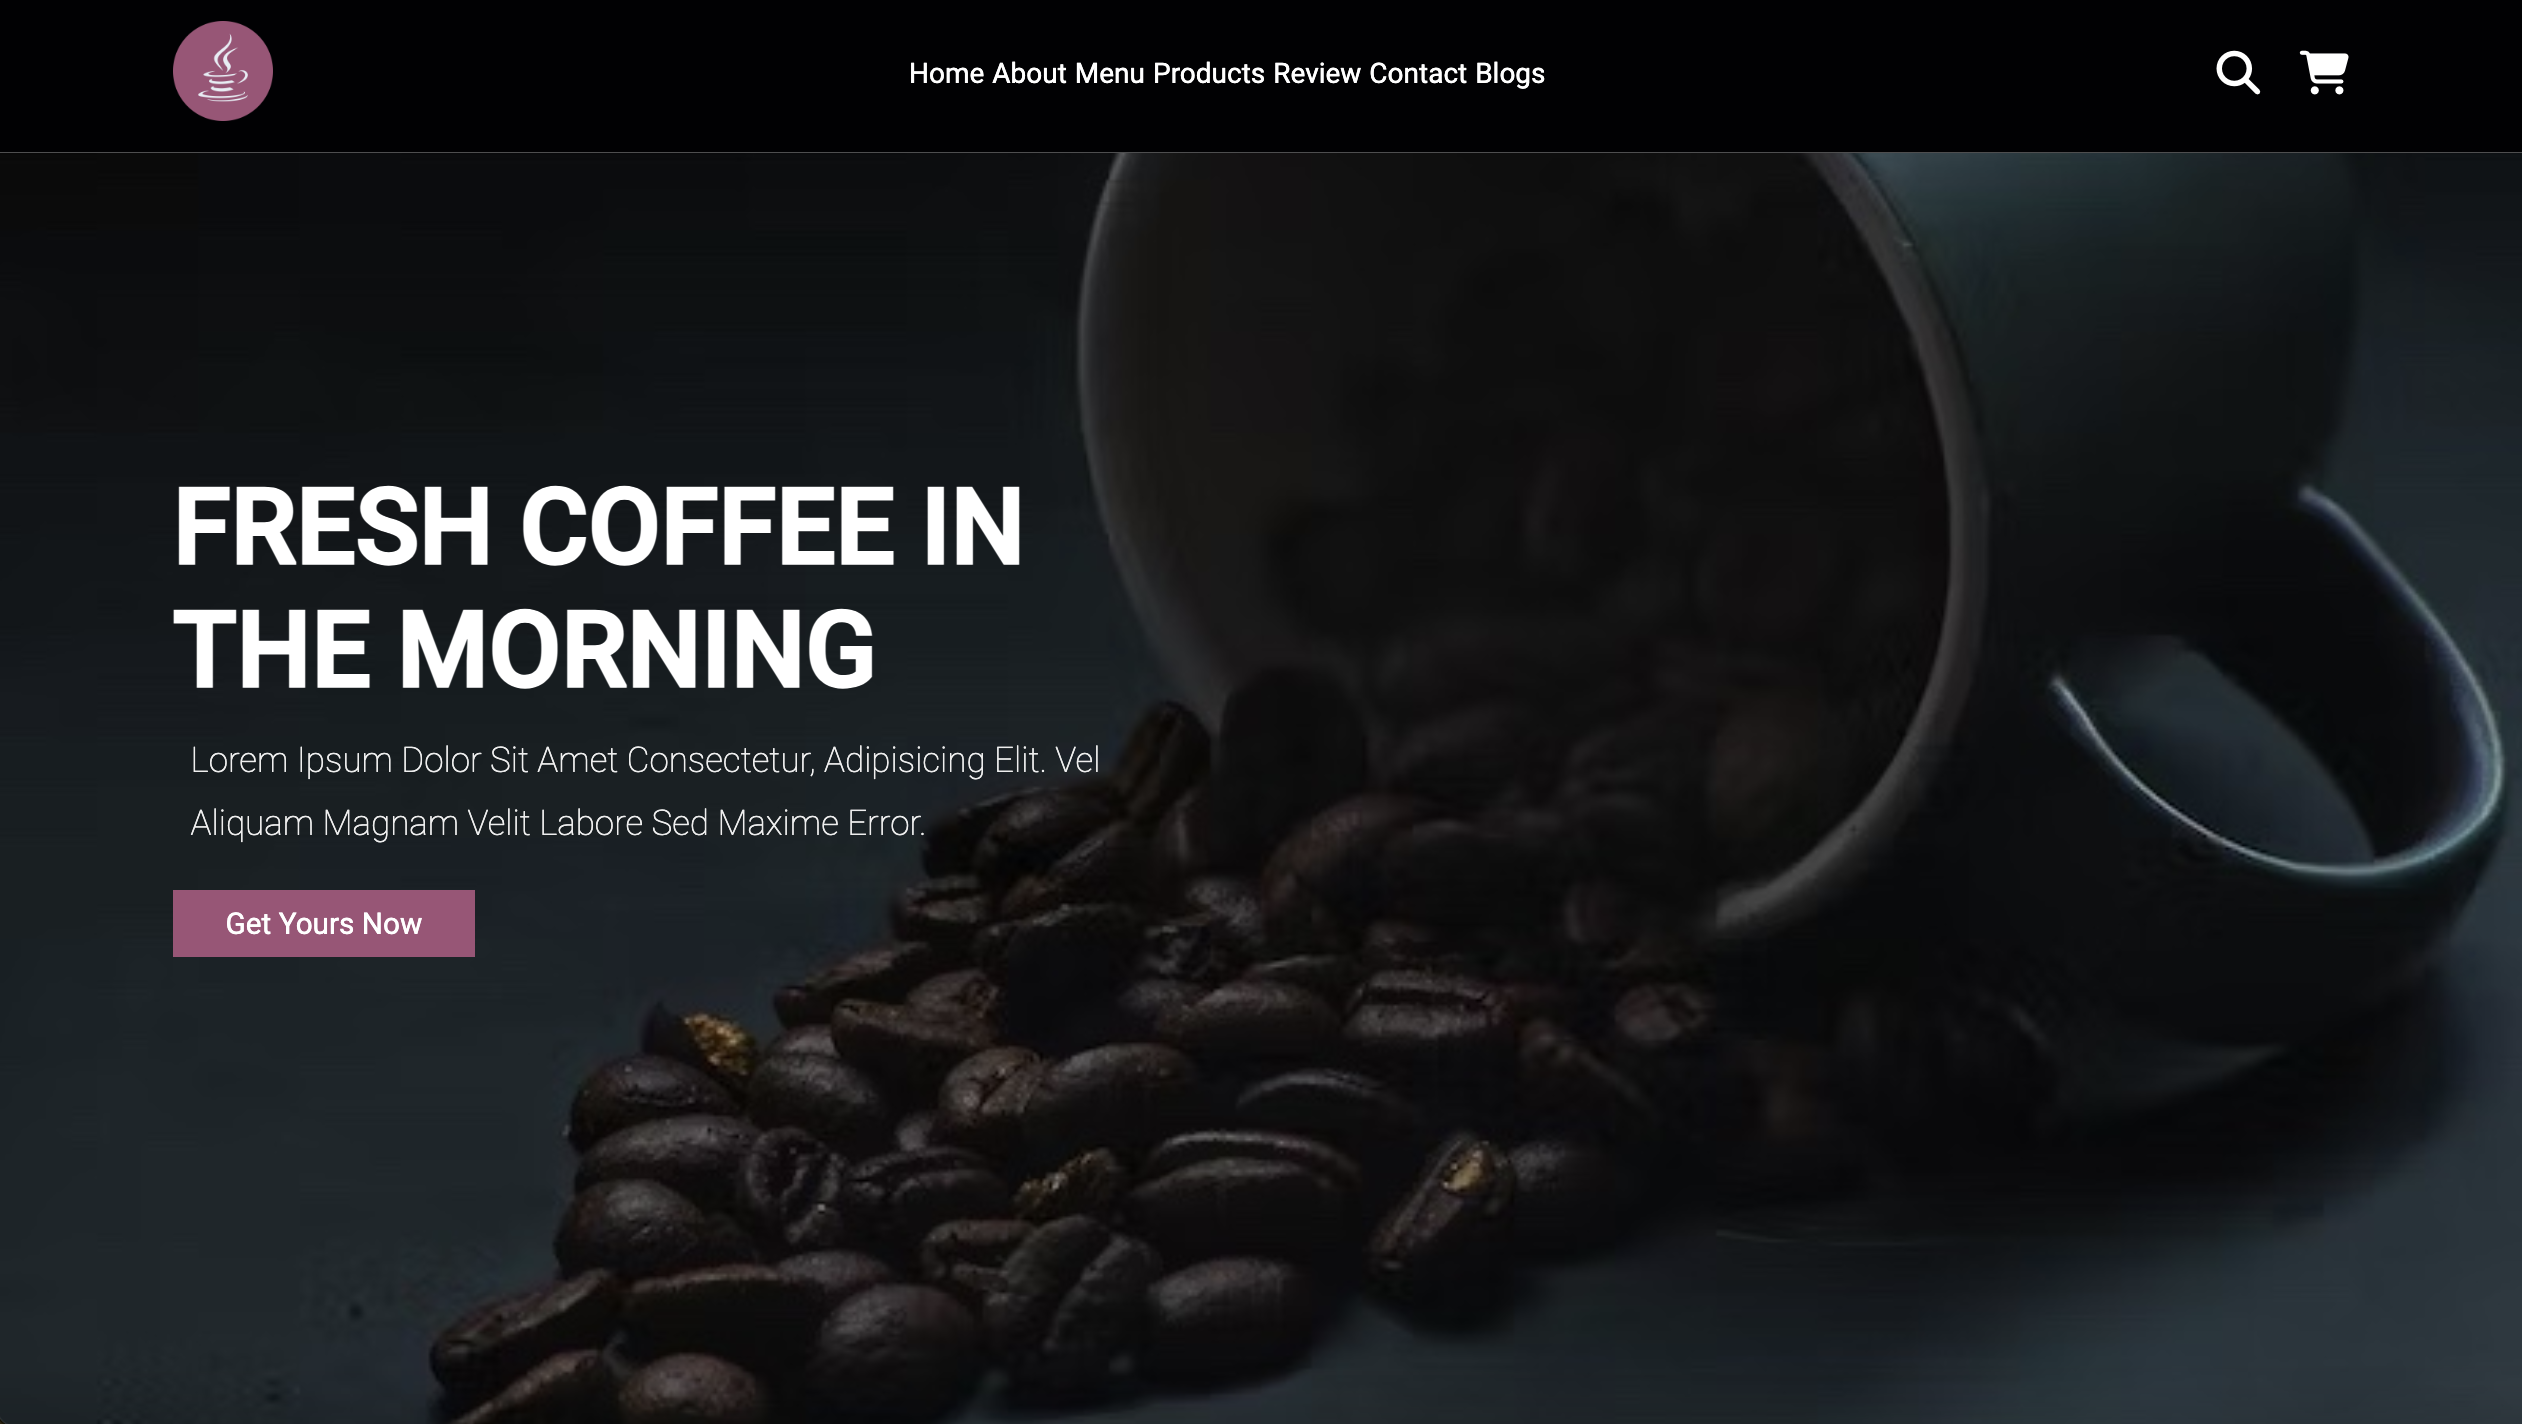 Home About Menu Products Review Contact Blogs
FRESH COFFEE IN
THE MORNING
Lorem Ipsum Dolor Sit Amet Consectetur, Adipisicing Elit. Vel
Aliquam Magnam Velit Labore Sed Maxime Error.
Get Yours Now